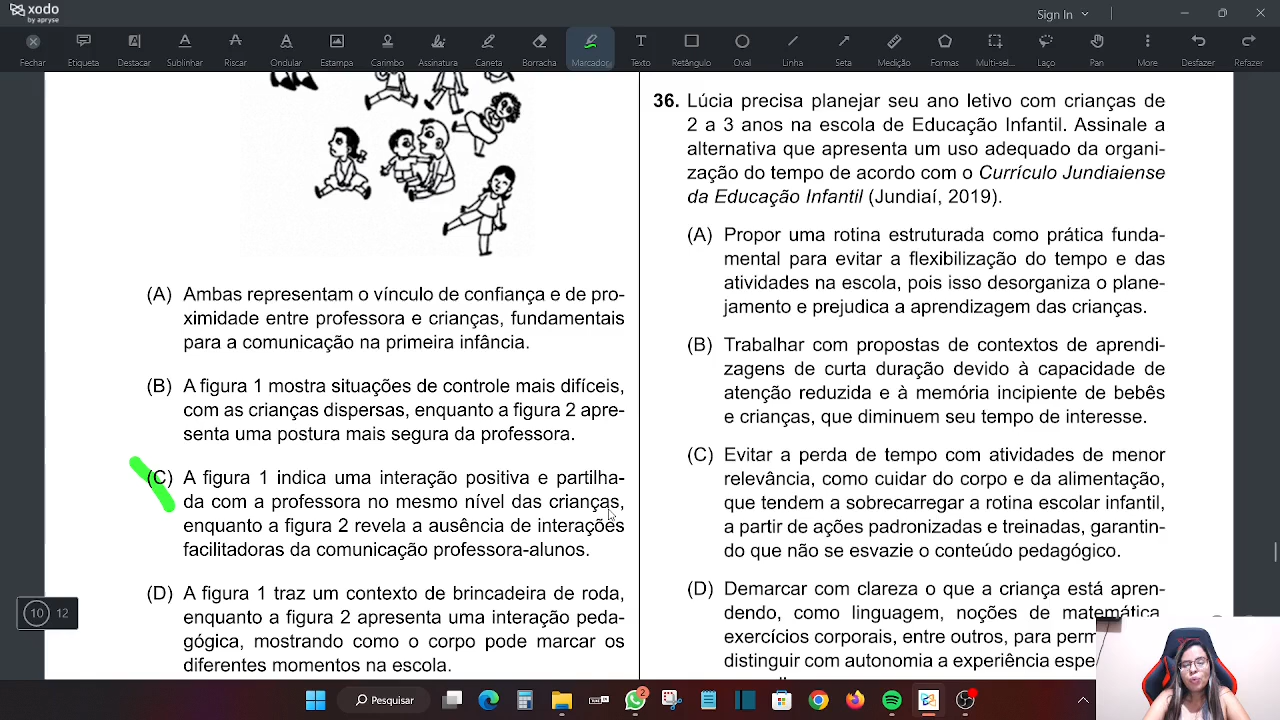 xodo
by apryse
Sign In
Fechar
Etiqueta
Destacar
Sublinhar
Riscar
Ondular
Estampa
Carimbo
Assinatura
Caneta
Borracha
Marcador
Texto
Retângulo
Oval
Linha
Seta
Medição
Formas
Multi-sel...
Laço
Panorâ...
Mais
Desfazer
Refazer
(A) Ambas representam o vínculo de confiança e de pro-
ximidade entre professora e crianças, fundamentais
para a comunicação na primeira infância.
(B) A figura 1 mostra situações de controle mais difíceis,
com as crianças dispersas, enquanto a figura 2 apre-
senta uma postura mais segura da professora.
(C) A figura 1 indica uma interação positiva e partilha-
da com a professora no mesmo nível das crianças,
enquanto a figura 2 revela a ausência de interações
facilitadoras da comunicação professora-alunos.
(D) A figura 1 traz um contexto de brincadeira de roda,
enquanto a figura 2 apresenta uma interação peda-
gógica, mostrando como o corpo pode marcar os
diferentes momentos na escola.
36. Lúcia precisa planejar seu ano letivo com crianças de
2 a 3 anos na escola de Educação Infantil. Assinale a
alternativa que apresenta um uso adequado da organi-
zação do tempo de acordo com o Currículo Jundiaiense
da Educação Infantil (Jundiaí, 2019).
(A) Propor uma rotina estruturada como prática funda-
mental para evitar a flexibilização do tempo e das
atividades na escola, pois isso desorganiza o plane-
jamento e prejudica a aprendizagem das crianças.
(B) Trabalhar com propostas de contextos de aprendi-
zagens de curta duração devido à capacidade de
atenção reduzida e à memória incipiente de bebês
e crianças, que diminuem seu tempo de interesse.
(C) Evitar a perda de tempo com atividades de menor
relevância, como cuidar do corpo e da alimentação,
que tendem a sobrecarregar a rotina escolar infantil,
a partir de ações padronizadas e treinadas, garantin-
do que não se esvazie o conteúdo pedagógico.
(D) Demarcar com clareza o que a criança está apren-
dendo, como linguagem, noções de matemática,
exercícios corporais, entre outros, para perm
distinguir com autonomia a experiência espe
10 12
Pesquisar
2